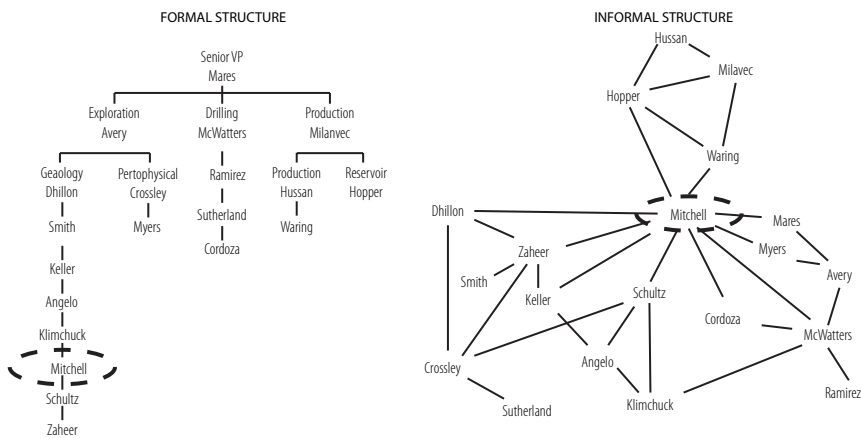 FORMAL STRUCTURE
Senior VP
Mares
Exploration
Avery
Drilling
McWatters
Production
Milanvec
Geaology
Dhillon
Pertophysical
Crossley
Ramirez
Production
Hussan
Reservoir
Hopper
Smith
Myers
Sutherland
Waring
Cordoza
Keller
Angelo
Klimchuck
Mitchell
Schultz
Zaheer
INFORMAL STRUCTURE
Hussan
Milavec
Hopper
Waring
Dhillon
Mitchell
Mares
Myers
Zaheer
Avery
Smith
Keller
Schultz
Cordoza
McWatters
Crossley
Angelo
Ramirez
Klimchuck
Sutherland